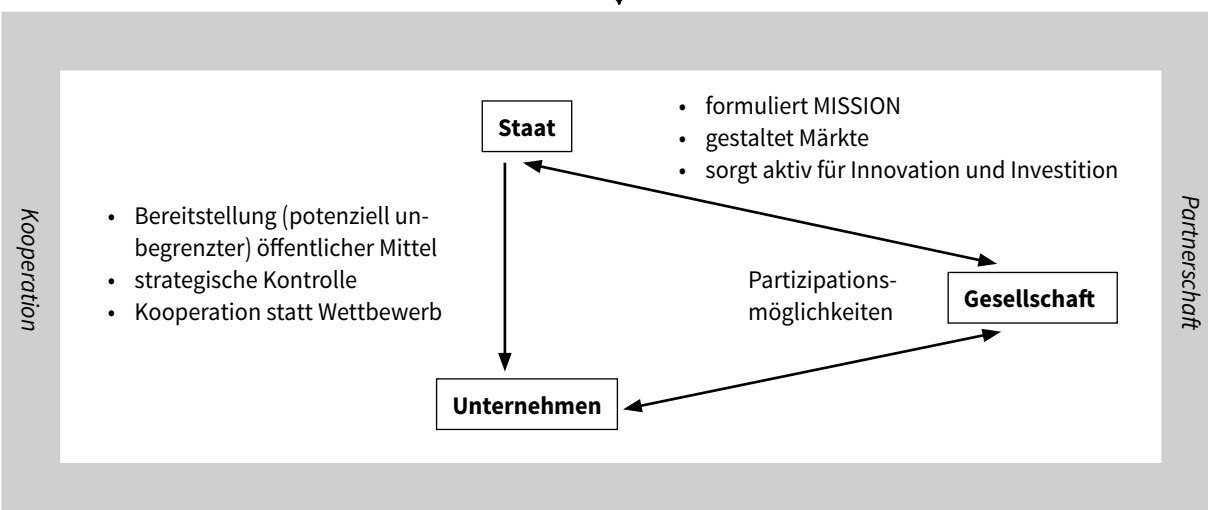 Staat
• formuliert MISSION
• gestaltet Märkte
• sorgt aktiv für Innovation und Investition
Kooperation
• Bereitstellung (potenziell un-
begrenzter) öffentlicher Mittel
• strategische Kontrolle
• Kooperation statt Wettbewerb
Partizipations-
möglichkeiten
Gesellschaft
Partnerschaft
Unternehmen